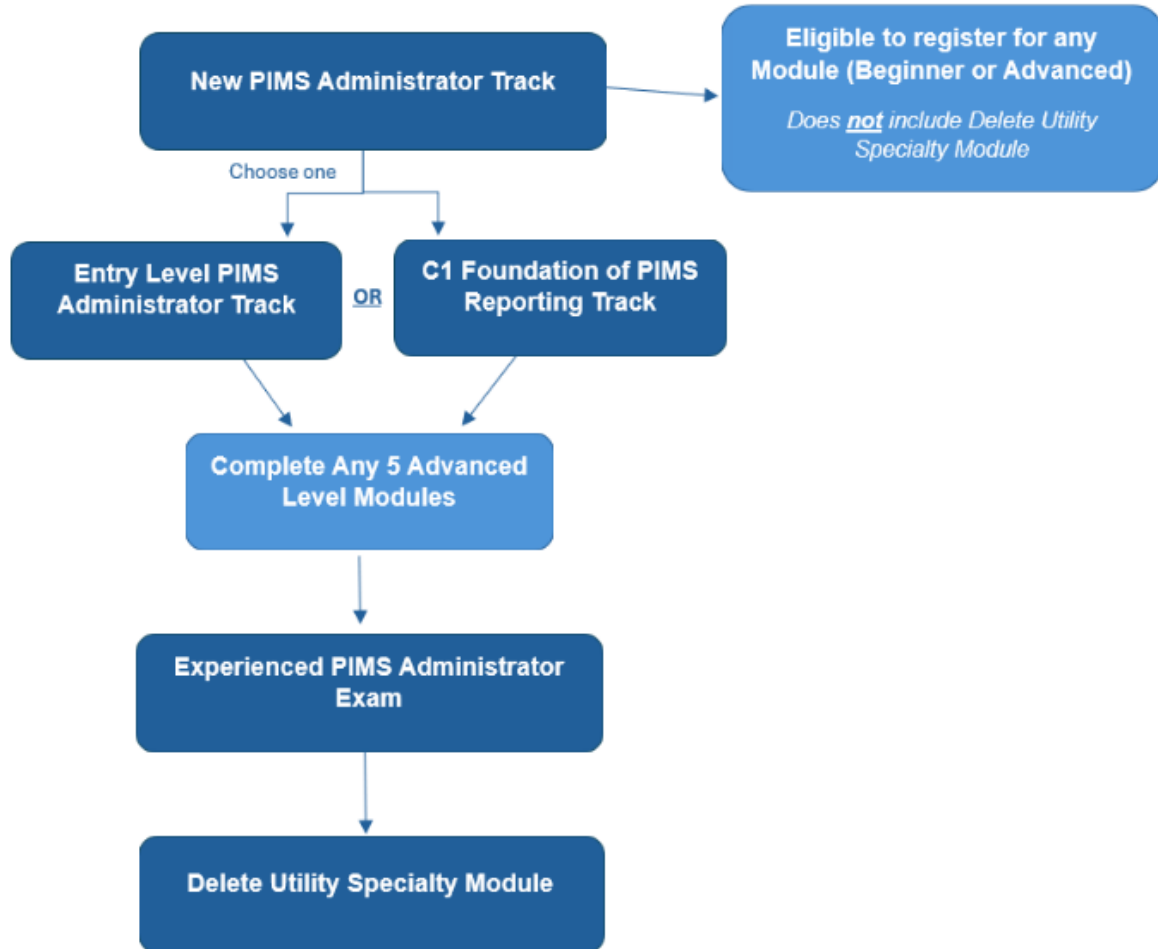 New PIMS Administrator Track
Eligible to register for any
Module (Beginner or Advanced)
Does not include Delete Utility
Specialty Module
Choose one
Entry Level PIMS
Administrator Track
OR
C1 Foundation of PIMS
Reporting Track
Complete Any 5 Advanced
Level Modules
Experienced PIMS Administrator
Exam
Delete Utility Specialty Module